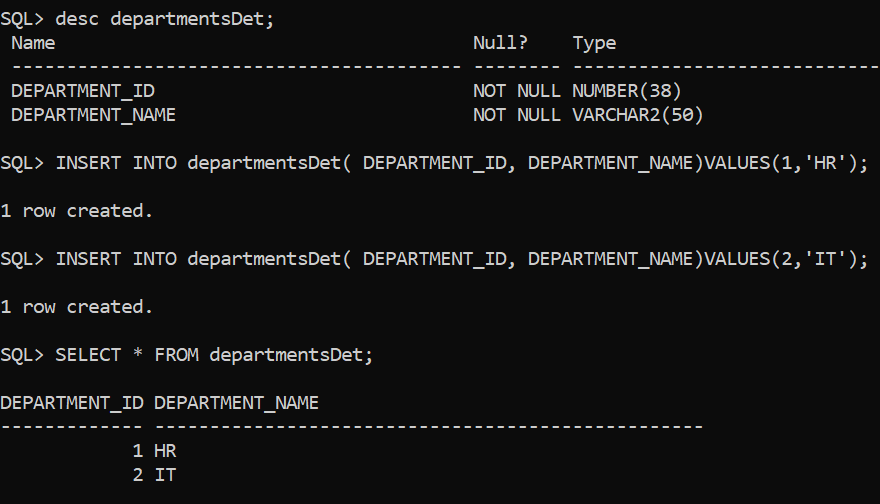 SQL> desc departmentsDet;
 Name                                      Null?    Type
 ----------------------------------------- -------- ----------------------------
 DEPARTMENT_ID                             NOT NULL NUMBER(38)
 DEPARTMENT_NAME                           NOT NULL VARCHAR2(50)
SQL> INSERT INTO departmentsDet( DEPARTMENT_ID, DEPARTMENT_NAME)VALUES(1,'HR');
1 row created.
SQL> INSERT INTO departmentsDet( DEPARTMENT_ID, DEPARTMENT_NAME)VALUES(2,'IT');
1 row created.
SQL> SELECT * FROM departmentsDet;
DEPARTMENT_ID DEPARTMENT_NAME
------------- --------------------------------------------------
            1 HR
            2 IT